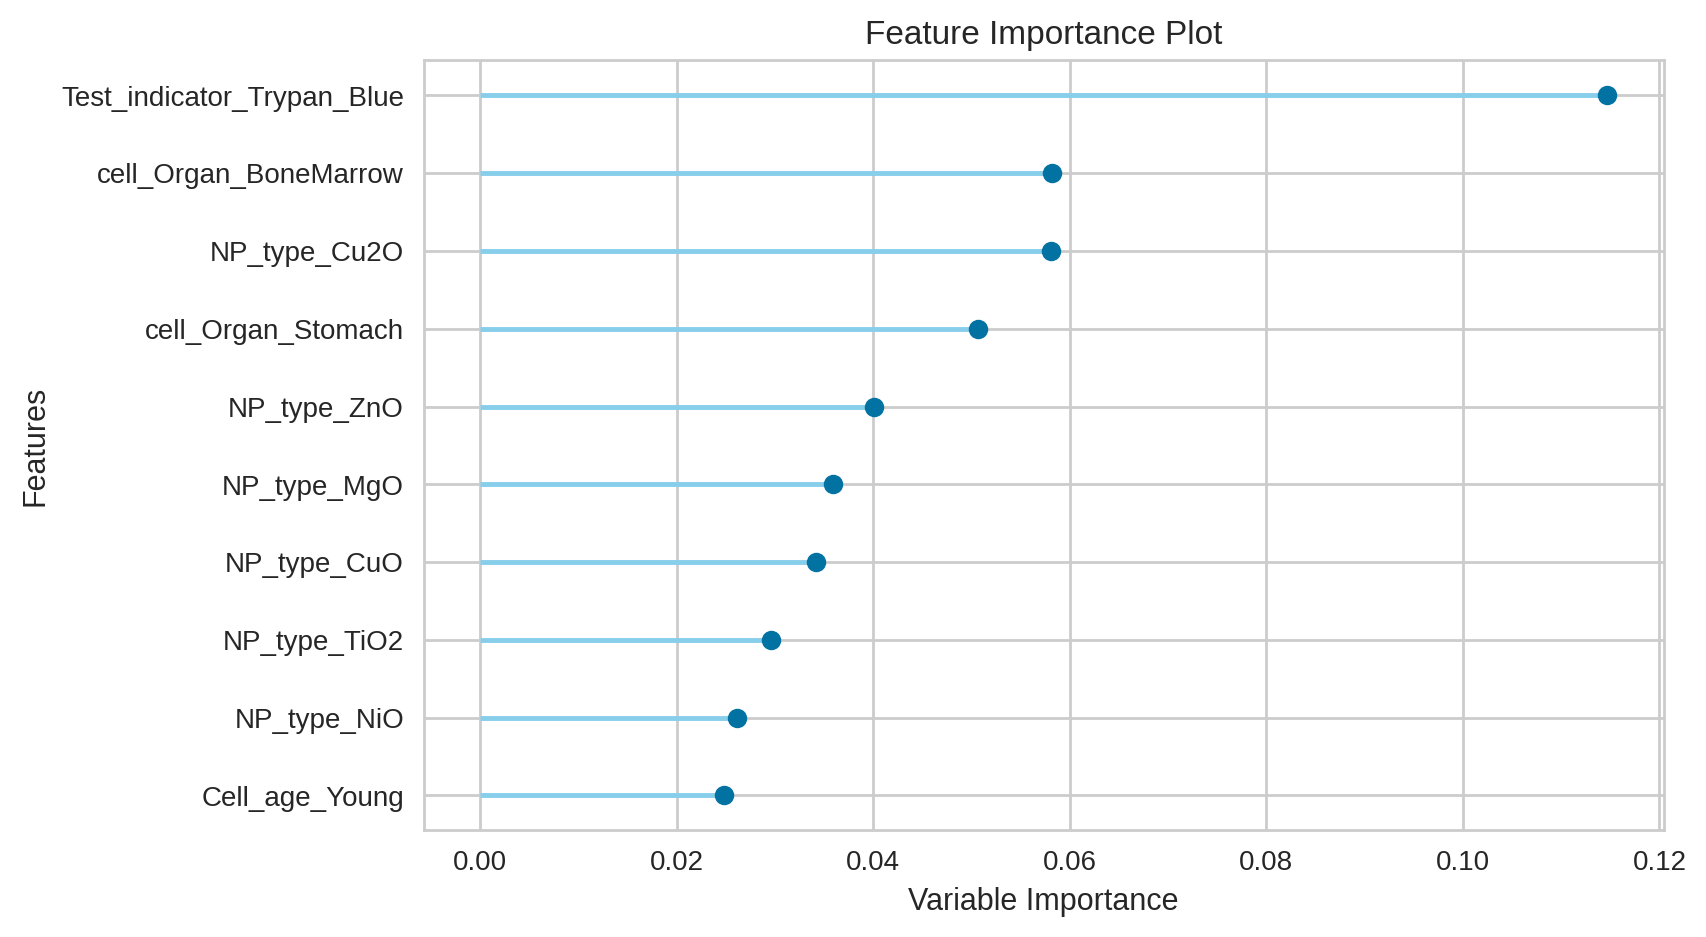 Feature Importance Plot
Test_indicator_Trypan_Blue
cell_Organ_BoneMarrow
NP_type_Cu2O
cell_Organ_Stomach
NP_type_ZnO
NP_type_MgO
NP_type_CuO
NP_type_TiO2
NP_type_NiO
Cell_age_Young
Features
0.00 0.02 0.04 0.06 0.08 0.10 0.12
Variable Importance